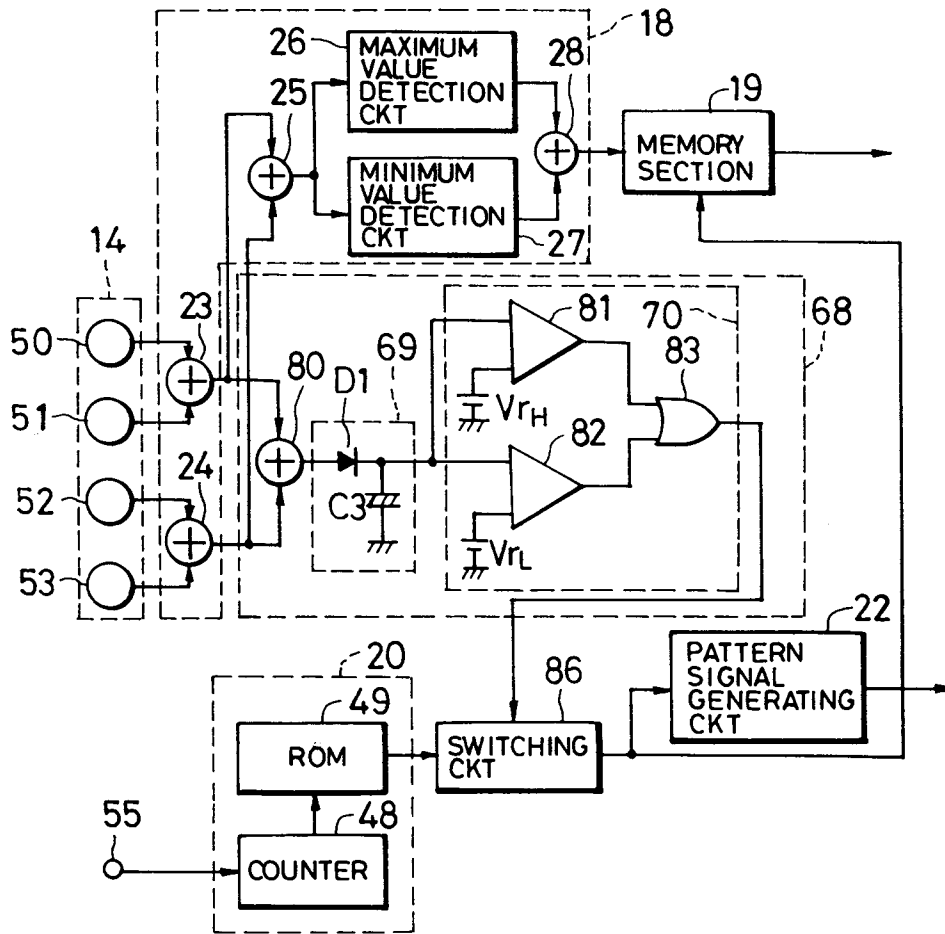 18
26
MAXIMUM
VALUE
DETECTION
CKT
28
25
19
MEMORY
SECTION
MINIMUM
VALUE
DETECTION
CKT
27
14
23
50
51
52
53
24
80
69
D1
C3
70
81
VrH
82
VrL
83
68
20
49
ROM
48
COUNTER
55
86
SWITCHING
CKT
22
PATTERN
SIGNAL
GENERATING
CKT